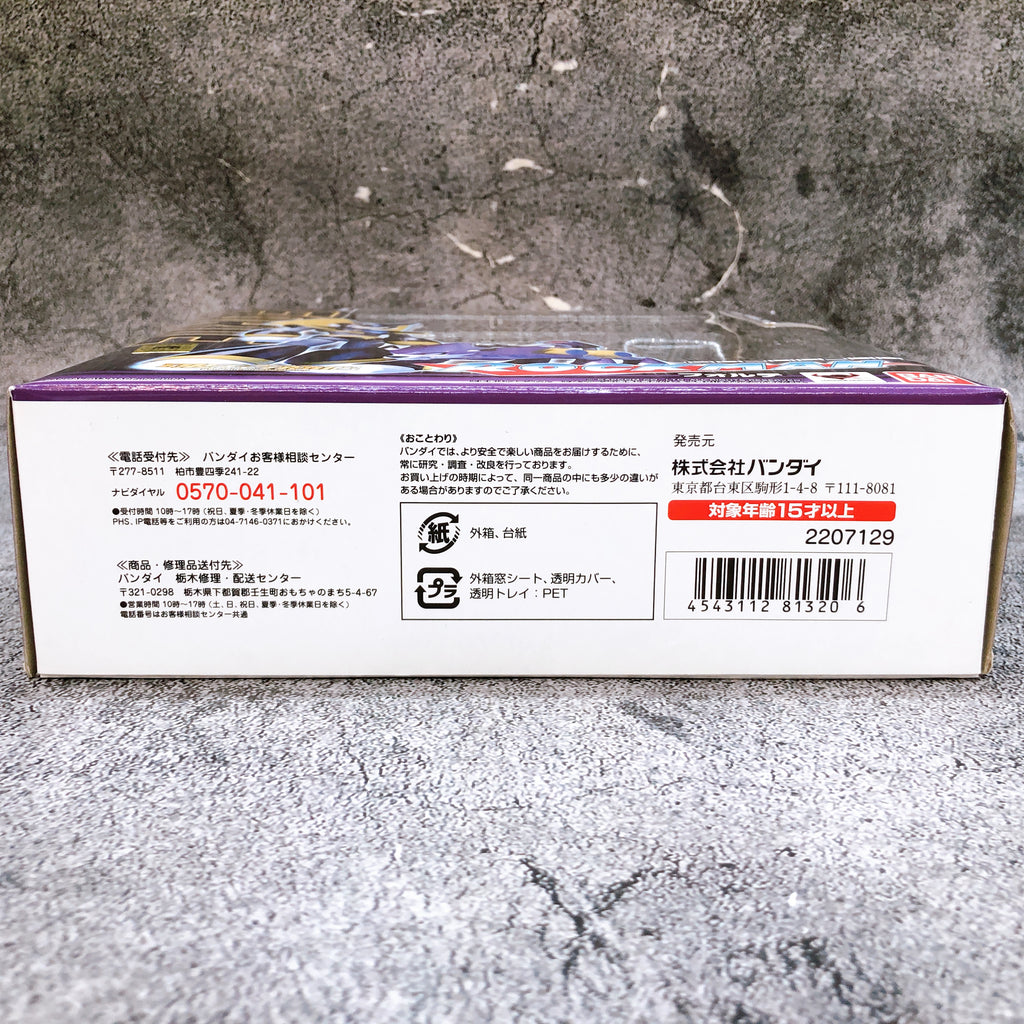 ≪電話受付先≫ バンダイお客様相談センター
〒277-8511 柏市豊四季241-22
ナビダイヤル 0570-041-101
●受付時間 10時〜17時(祝日、夏季・冬季休業日を除く)
PHS、IP電話等をご利用の方は04-7146-0371におかけください。
≪商品・修理品送付先≫
バンダイ 栃木修理・配送センター
〒321-0298 栃木県下都賀郡壬生町おもちゃのまち5-4-67
●営業時間 10時〜17時(土、日、祝日、夏季・冬季休業日を除く)
電話番号はお客様相談センター共通
《おことわり》
バンダイでは、より安全で楽しい商品をお届けするために、
常に研究・調査・改良を行っております。
お買い上げの時期によって、同一商品の中にも多少の違いが
ある場合がありますのでご了承ください。
紙 外箱、台紙
プラ 外箱窓シート、透明カバー、
透明トレイ:PET
発売元
株式会社バンダイ
東京都台東区駒形1-4-8 〒111-8081
対象年齢15才以上
2207129
4543112 81320 6